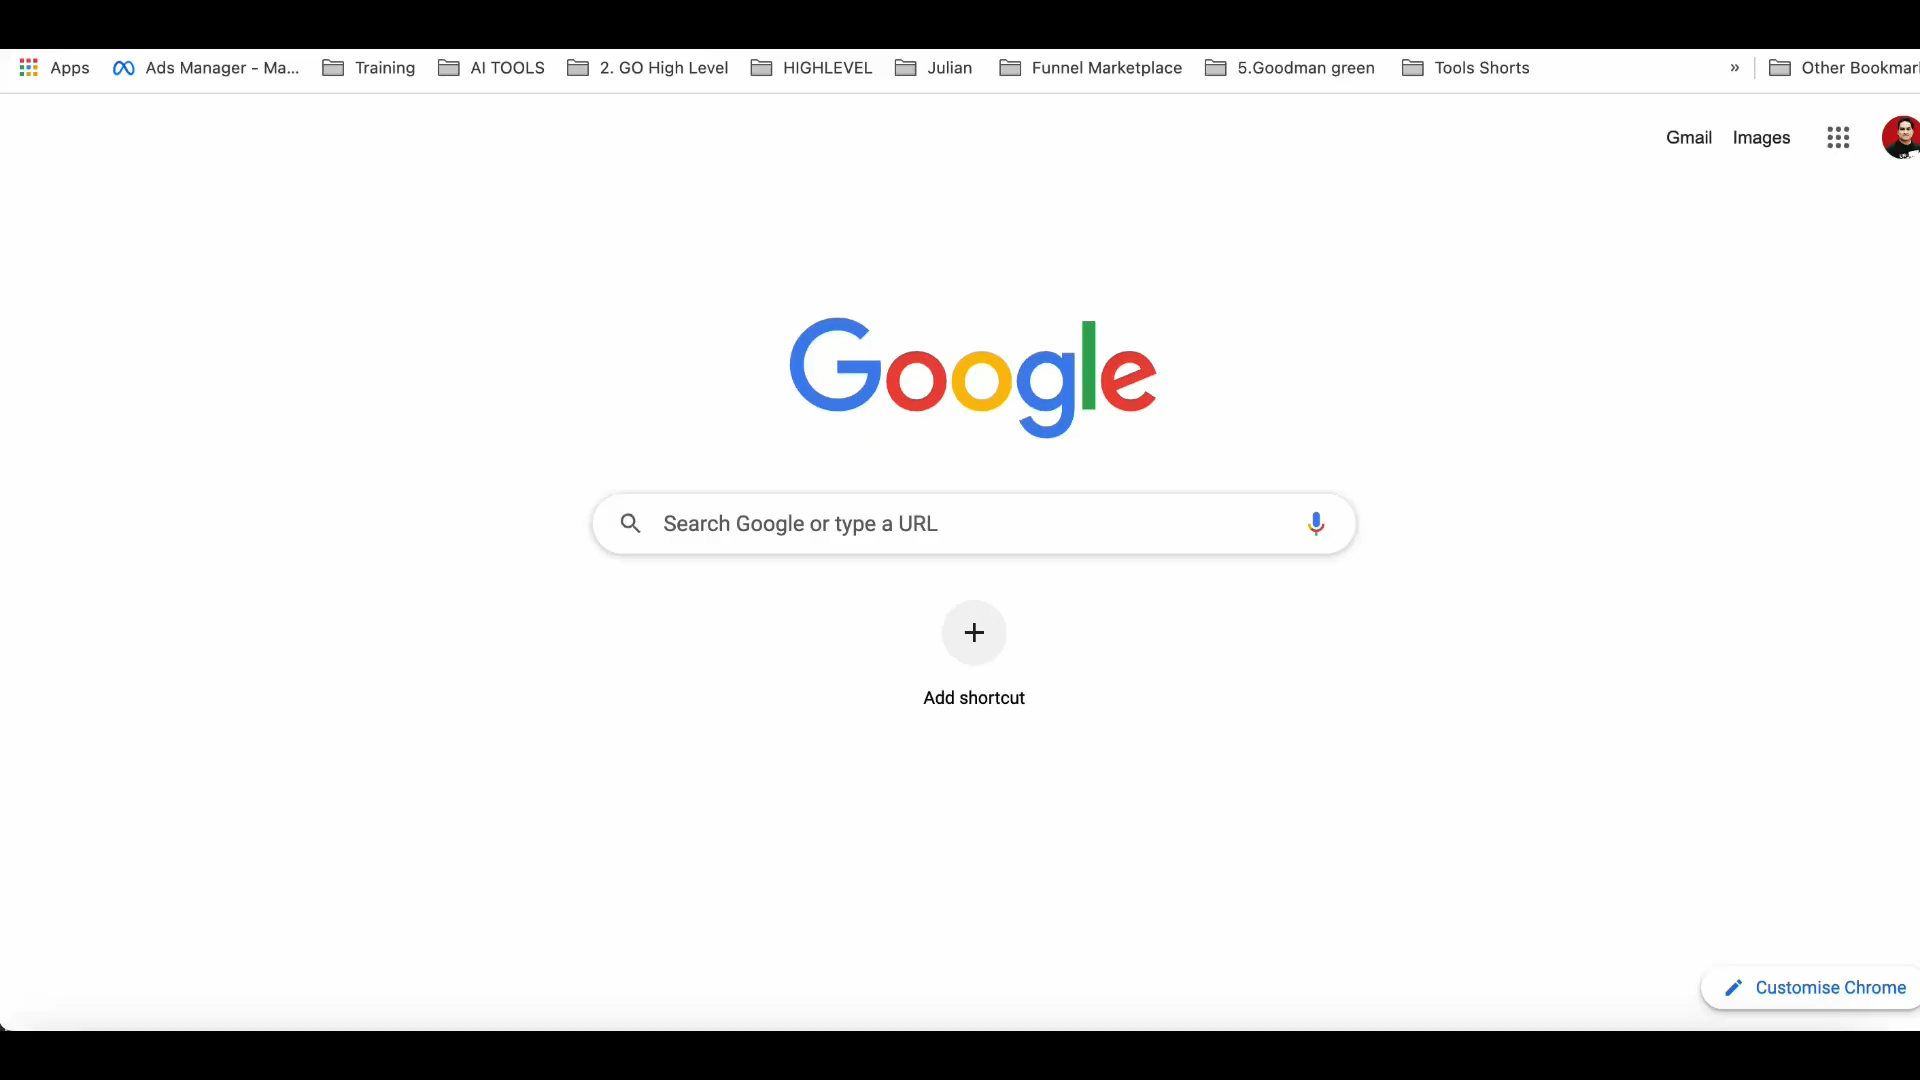 Apps Ads Manager - Ma... Training AI TOOLS 2. GO High Level HIGHLEVEL Julian Funnel Marketplace 5.Goodman green Tools Shorts » Other Bookmar
Gmail Images
Google
Search Google or type a URL
Add shortcut
Customise Chrome